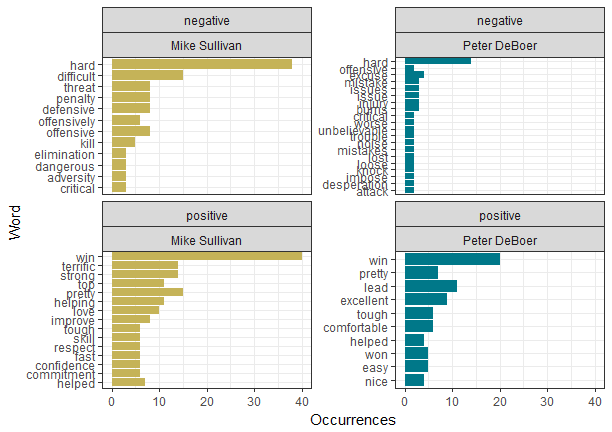 negative
Mike Sullivan
hard
difficult
threat
penalty
defensive
offensively
offensive
kill
elimination
dangerous
adversity
critical
negative
Peter DeBoer
hard
offensive
excuse
mistake
issues
issue
injury
burns
critical
worse
unbelievable
trouble
noise
mistakes
lost
loose
knock
impose
desperation
attack
Word
positive
Mike Sullivan
win
terrific
strong
top
pretty
helping
love
improve
tough
skill
respect
fast
confidence
commitment
helped
0 10 20 30 40
positive
Peter DeBoer
win
pretty
lead
excellent
tough
comfortable
helped
won
easy
nice
0 10 20 30 40
Occurrences